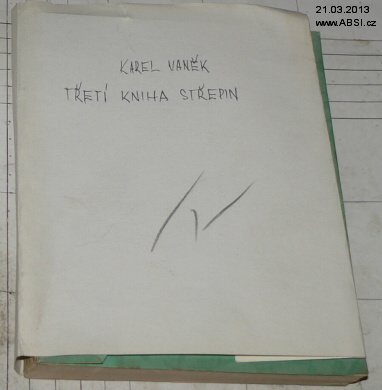 21.03.2013
www.ABSI.cz
KAREL VANĚK
TŘETÍ KNIHA STŘEPIN